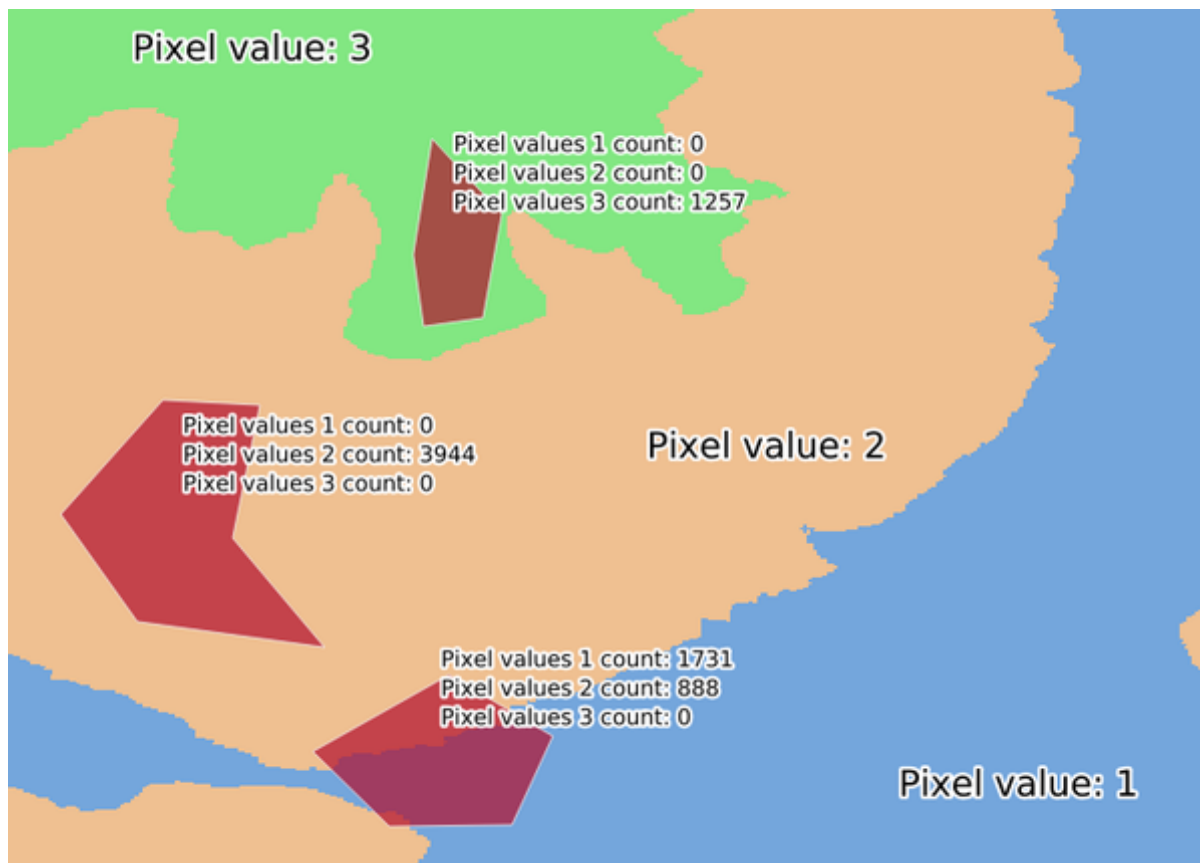 Pixel value: 3
Pixel values 1 count: 0
Pixel values 2 count: 0
Pixel values 3 count: 1257
Pixel values 1 count: 0
Pixel values 2 count: 3944
Pixel values 3 count: 0
Pixel value: 2
Pixel values 1 count: 1731
Pixel values 2 count: 888
Pixel values 3 count: 0
Pixel value: 1